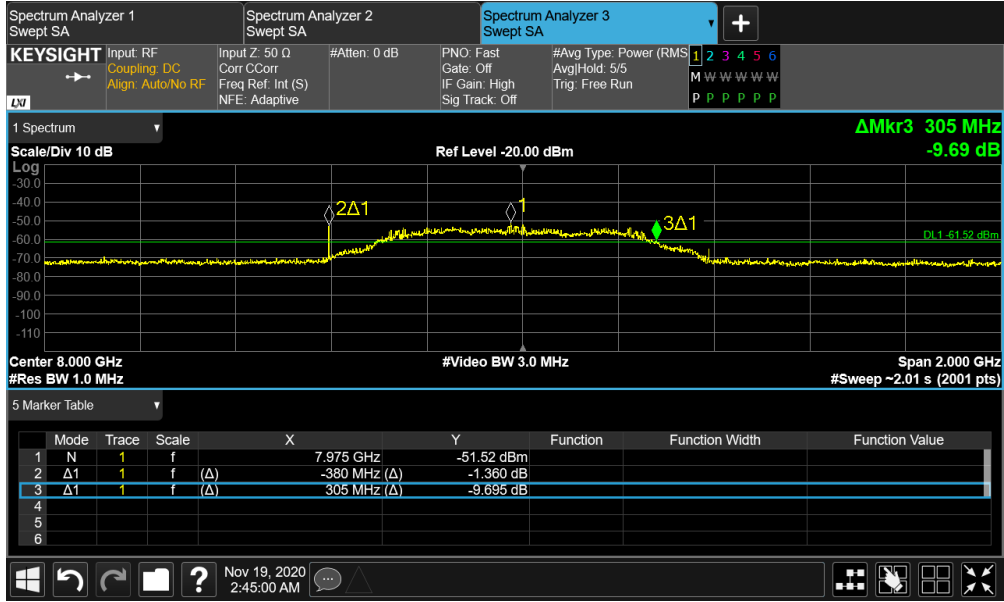 Spectrum Analyzer 1
Swept SA
Spectrum Analyzer 2
Swept SA
Spectrum Analyzer 3
Swept SA
KEYSIGHT
LXI
Input: RF
Coupling: DC
Align: Auto/No RF
Input Z: 50 Ω
Corr CCorr
Freq Ref: Int (S)
NFE: Adaptive
#Atten: 0 dB
PNO: Fast
Gate: Off
IF Gain: High
Sig Track: Off
#Avg Type: Power (RMS
Avg|Hold: 5/5
Trig: Free Run
1 2 3 4 5 6
M W W W W W
P P P P P P
1 Spectrum
ΔMkr3 305 MHz
-9.69 dB
Scale/Div 10 dB
Ref Level -20.00 dBm
Log
-30.0
-40.0
-50.0
-60.0
-70.0
-80.0
-90.0
-100
-110
2Δ1
1
3Δ1
DL1 -61.52 dBm
Center 8.000 GHz
#Video BW 3.0 MHz
Span 2.000 GHz
#Res BW 1.0 MHz
#Sweep ~2.01 s (2001 pts)
5 Marker Table
Mode Trace Scale X Y Function Function Width Function Value
1 N 1 f 7.975 GHz -51.52 dBm
2 Δ1 1 f (Δ) -380 MHz (Δ) -1.360 dB
3 Δ1 1 f (Δ) 305 MHz (Δ) -9.695 dB
4
5
6
?
Nov 19, 2020
2:45:00 AM